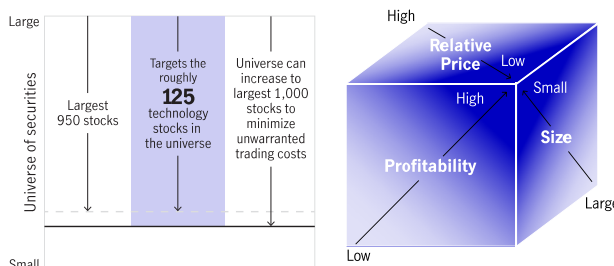 Large
Universe of securities
Largest
950 stocks
Targets the
roughly
125
technology
stocks in
the universe
Universe can
increase to
largest 1,000
stocks to
minimize
unwarranted
trading costs
Small
High
Relative
Price
Low
High
Small
Size
Profitability
Large
Low